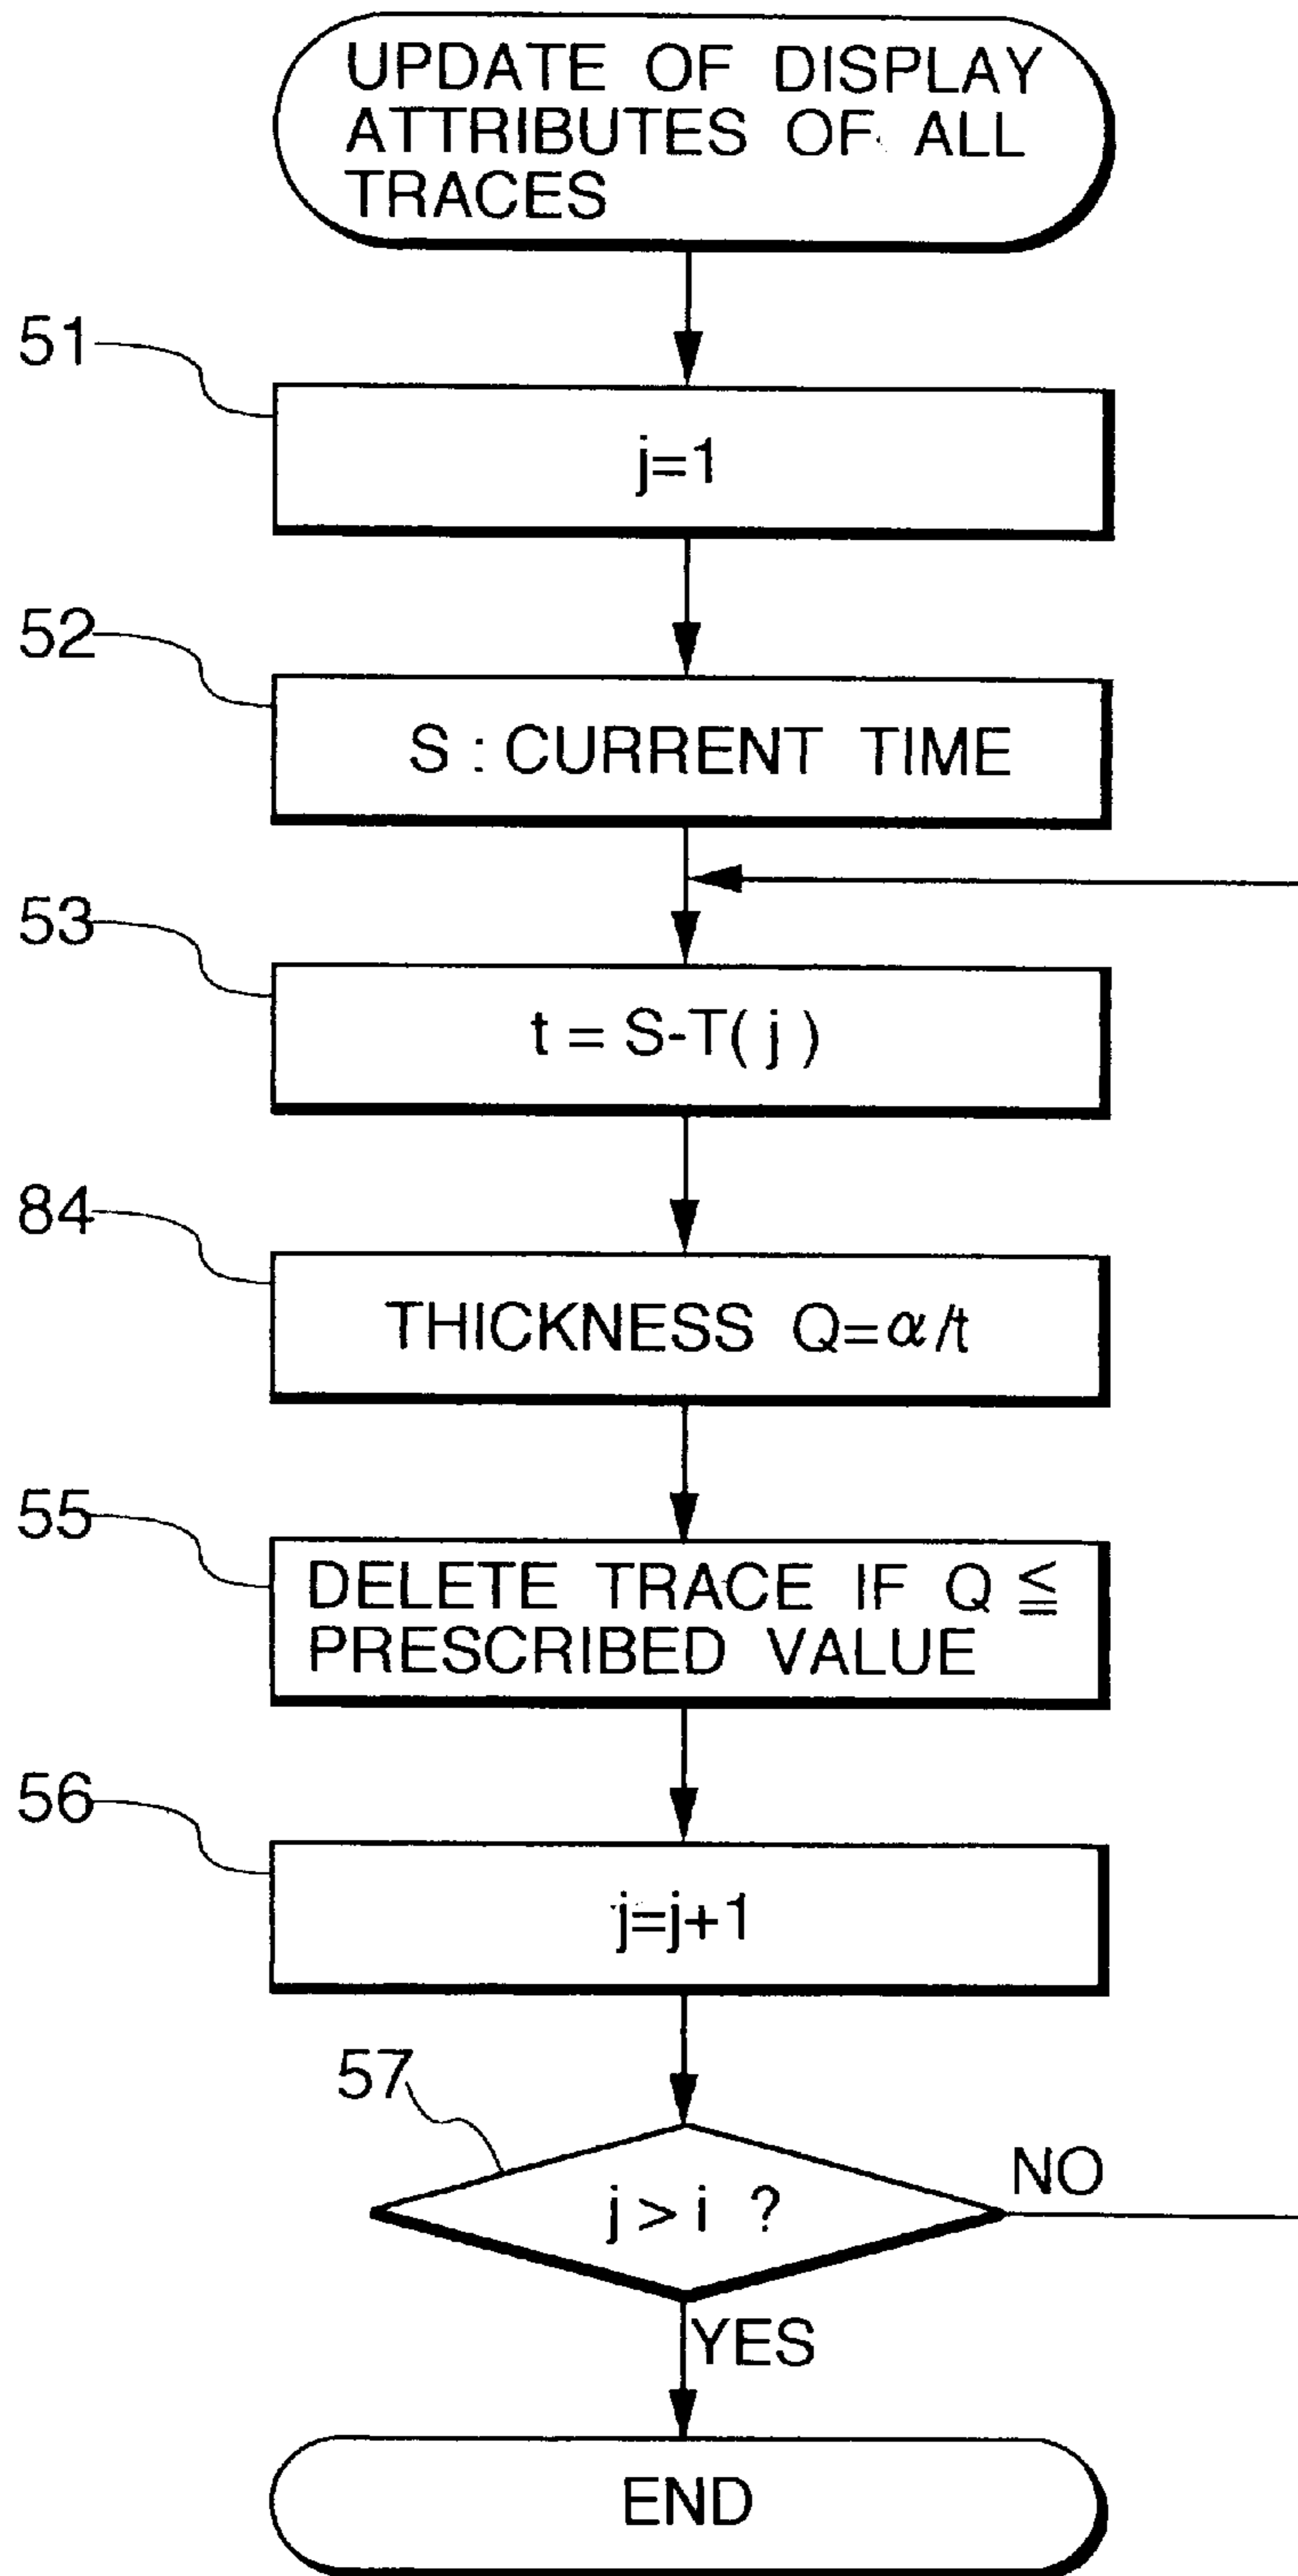 UPDATE OF DISPLAY
ATTRIBUTES OF ALL
TRACES
51
j=1
52
S : CURRENT TIME
53
t = S-T( j )
84
THICKNESS Q=α/t
55
DELETE TRACE IF Q ≦
PRESCRIBED VALUE
56
j=j+1
57
j > i ?
NO
YES
END